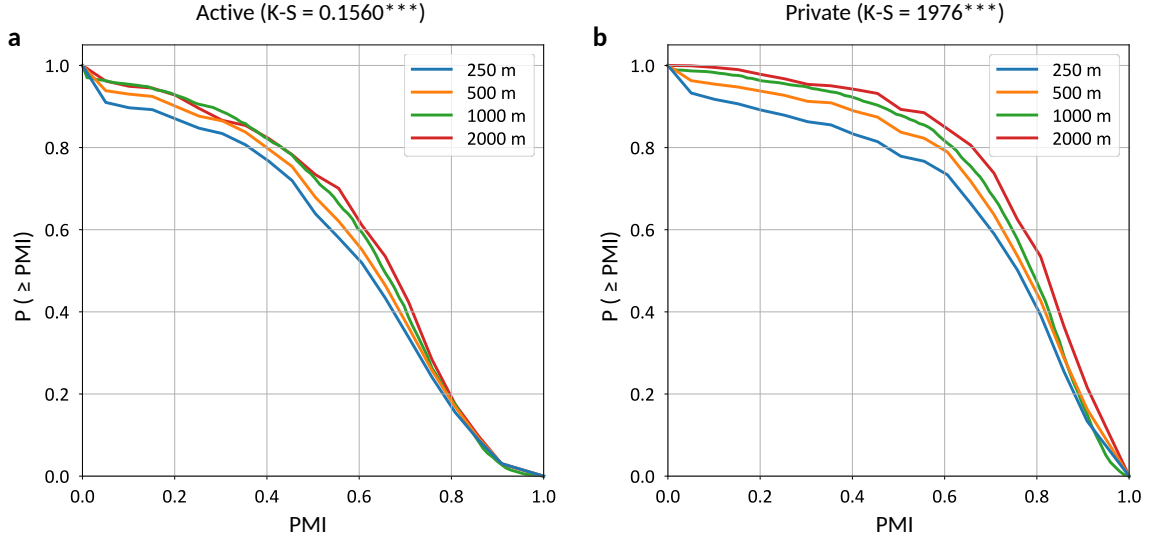 Active (K-S = 0.1560***)
a
1.0
0.8
0.6
0.4
0.2
0.0
P ( ≥ PMI)
250 m
500 m
1000 m
2000 m
0.0 0.2 0.4 0.6 0.8 1.0
PMI
Private (K-S = 1976***)
b
1.0
0.8
0.6
0.4
0.2
0.0
P ( ≥ PMI)
250 m
500 m
1000 m
2000 m
0.0 0.2 0.4 0.6 0.8 1.0
PMI